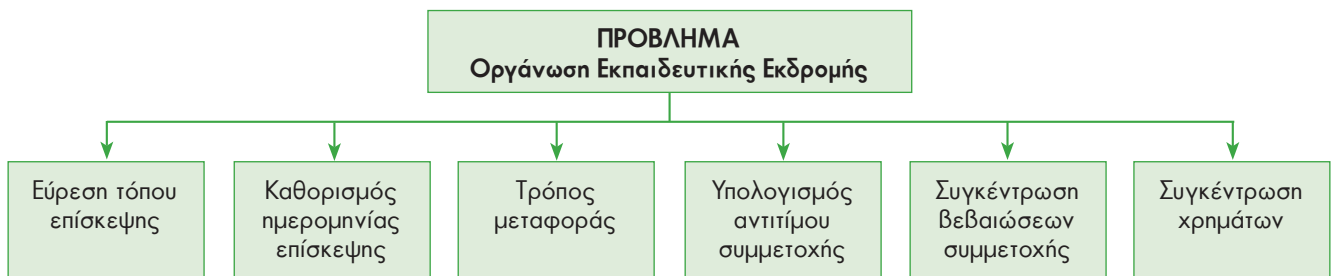 ΠΡΟΒΛΗΜΑ
Οργάνωση Εκπαιδευτικής Εκδρομής
Εύρεση τόπου
επίσκεψης
Καθορισμός
ημερομηνίας
επίσκεψης
Τρόπος
μεταφοράς
Υπολογισμός
αντιτίμου
συμμετοχής
Συγκέντρωση
βεβαιώσεων
συμμετοχής
Συγκέντρωση
χρημάτων